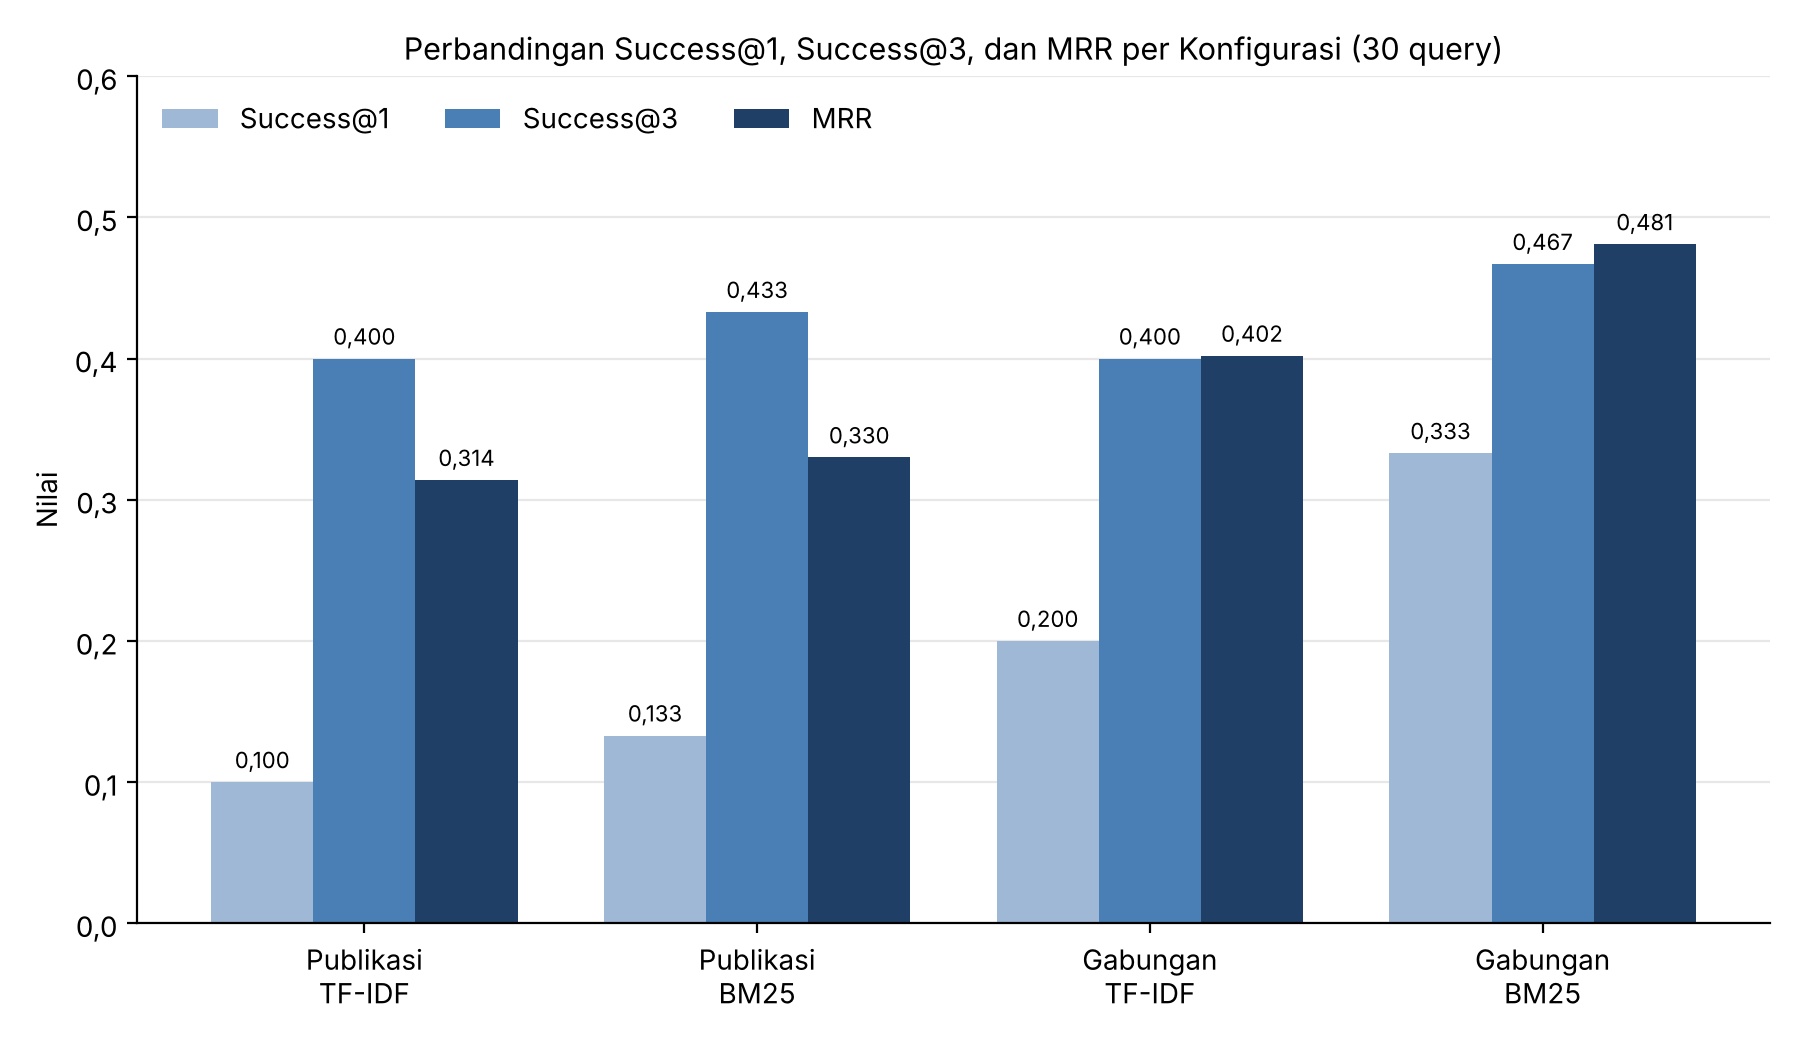 Perbandingan Success@1, Success@3, dan MRR per Konfigurasi (30 query)
Success@1 Success@3 MRR
Nilai
0,6
0,5
0,4
0,3
0,2
0,1
0,0
0,100
0,400
0,314
0,133
0,433
0,330
0,200
0,400
0,402
0,333
0,467
0,481
Publikasi
TF-IDF
Publikasi
BM25
Gabungan
TF-IDF
Gabungan
BM25